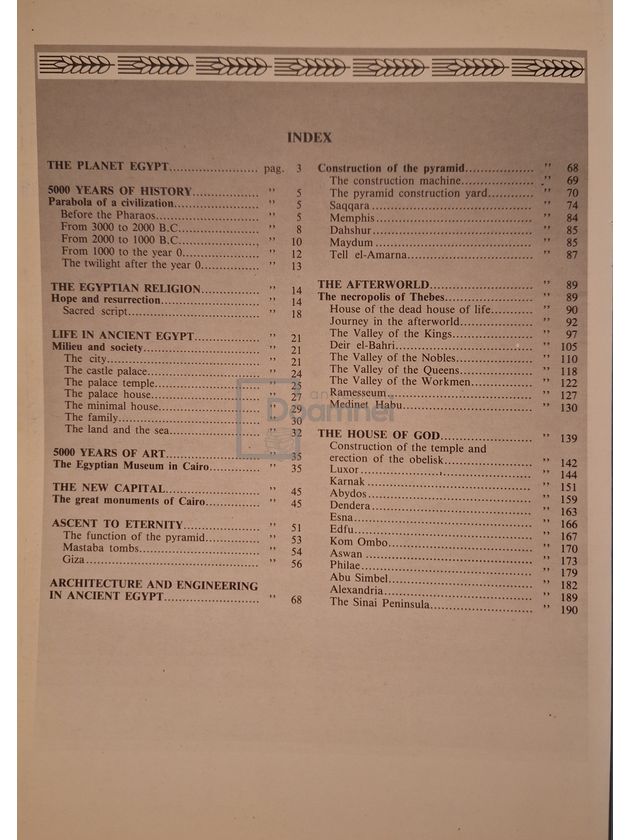 INDEX
THE PLANET EGYPT.......................... pag. 3
5000 YEARS OF HISTORY.................. " 5
Parabola of a civilization........................ " 5
Before the Pharaos............................ " 5
From 3000 to 2000 B.C...................... " 8
From 2000 to 1000 B.C...................... " 10
From 1000 to the year 0..................... " 12
The twilight after the year 0................ " 13
THE EGYPTIAN RELIGION................ " 14
Hope and resurrection........................... " 14
Sacred script.................................... " 18
LIFE IN ANCIENT EGYPT.................. " 21
Milieu and society................................ " 21
The city.......................................... " 21
The castle palace.............................. " 24
The palace temple............................. " 25
The palace house.............................. " 27
The minimal house............................ " 29
The family....................................... " 30
The land and the sea......................... " 32
5000 YEARS OF ART........................ " 35
The Egyptian Museum in Cairo.............. " 35
THE NEW CAPITAL......................... " 45
The great monuments of Cairo............... " 45
ASCENT TO ETERNITY.................... " 51
The function of the pyramid............... " 53
Mastaba tombs................................. " 54
Giza............................................... " 56
ARCHITECTURE AND ENGINEERING
IN ANCIENT EGYPT......................... " 68
Construction of the pyramid................... " 68
The construction machine.................. " 69
The pyramid construction yard............ " 70
Saqqara.......................................... " 74
Memphis......................................... " 84
Dahshur......................................... " 85
Maydum......................................... " 85
Tell el-Amarna................................. " 87
THE AFTERWORLD.......................... " 89
The necropolis of Thebes....................... " 89
House of the dead house of life........... " 90
Journey in the afterworld................... " 92
The Valley of the Kings..................... " 97
Deir el-Bahri.................................... " 105
The Valley of the Nobles................... " 110
The Valley of the Queens.................. " 118
The Valley of the Workmen............... " 122
Ramesseum..................................... " 127
Medinet Habu.................................. " 130
THE HOUSE OF GOD....................... " 139
Construction of the temple and
erection of the obelisk....................... " 142
Luxor............................................. " 144
Karnak........................................... " 151
Abydos........................................... " 159
Dendera.......................................... " 163
Esna............................................... " 166
Edfu............................................... " 167
Kom Ombo..................................... " 170
Aswan............................................ " 173
Philae............................................. " 179
Abu Simbel..................................... " 182
Alexandria...................................... " 189
The Sinai Peninsula.......................... " 190